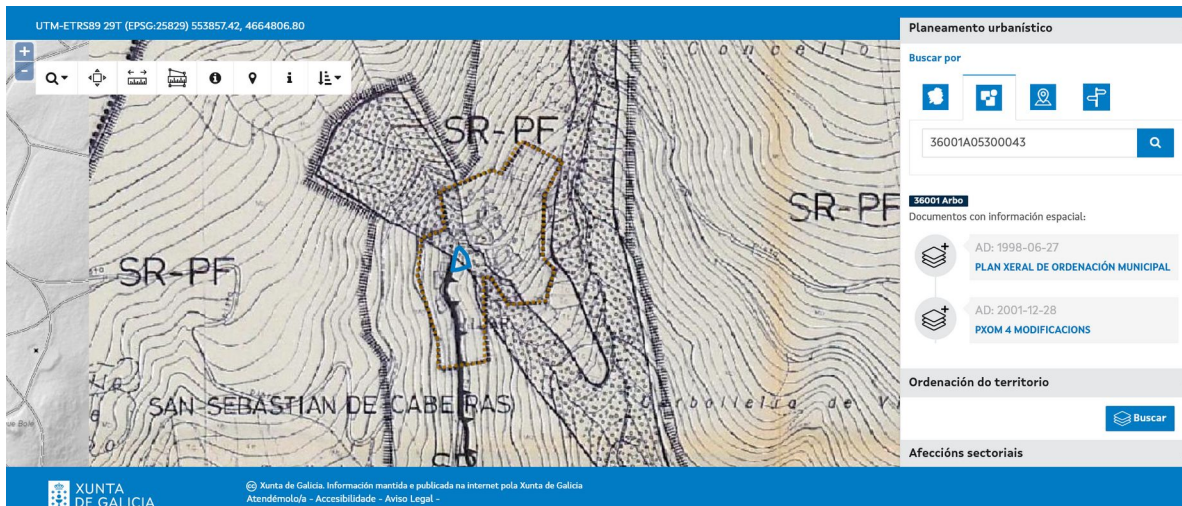 UTM-ETRS89 29T (EPSG:25829) 553857.42, 4664806.80
+
-
Concello
SR-PF
SR-PF
SR-PF
SAN-SEBASTIAN DE CABEIRAS
Planeamento urbanístico
Buscar por
36001A05300043
36001 Arbo
Documentos con información espacial:
AD: 1998-06-27
PLAN XERAL DE ORDENACIÓN MUNICIPAL
AD: 2001-12-28
PXOM 4 MODIFICACIONS
Ordenación do territorio
Buscar
Afeccións sectoriais
XUNTA
DE GALICIA
© Xunta de Galicia. Información mantida e publicada na internet pola Xunta de Galicia
Atendémolo/a - Accesibilidade - Aviso Legal -